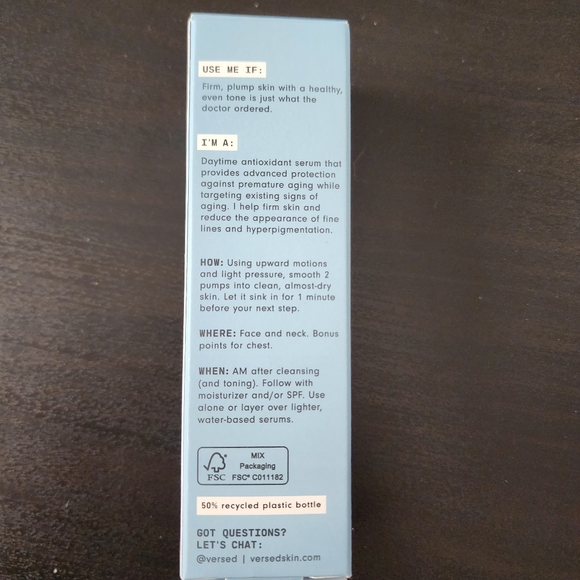 USE ME IF:
Firm, plump skin with a healthy,
even tone is just what the
doctor ordered.
I'M A:
Daytime antioxidant serum that
provides advanced protection
against premature aging while
targeting existing signs of
aging. I help firm skin and
reduce the appearance of fine
lines and hyperpigmentation.
HOW: Using upward motions
and light pressure, smooth 2
pumps into clean, almost-dry
skin. Let it sink in for 1 minute
before your next step.
WHERE: Face and neck. Bonus
points for chest.
WHEN: AM after cleansing
(and toning). Follow with
moisturizer and/or SPF. Use
alone or layer over lighter,
water-based serums.
MIX
Packaging
FSC FSC® C011182
50% recycled plastic bottle
GOT QUESTIONS?
LET'S CHAT:
@versed | versedskin.com